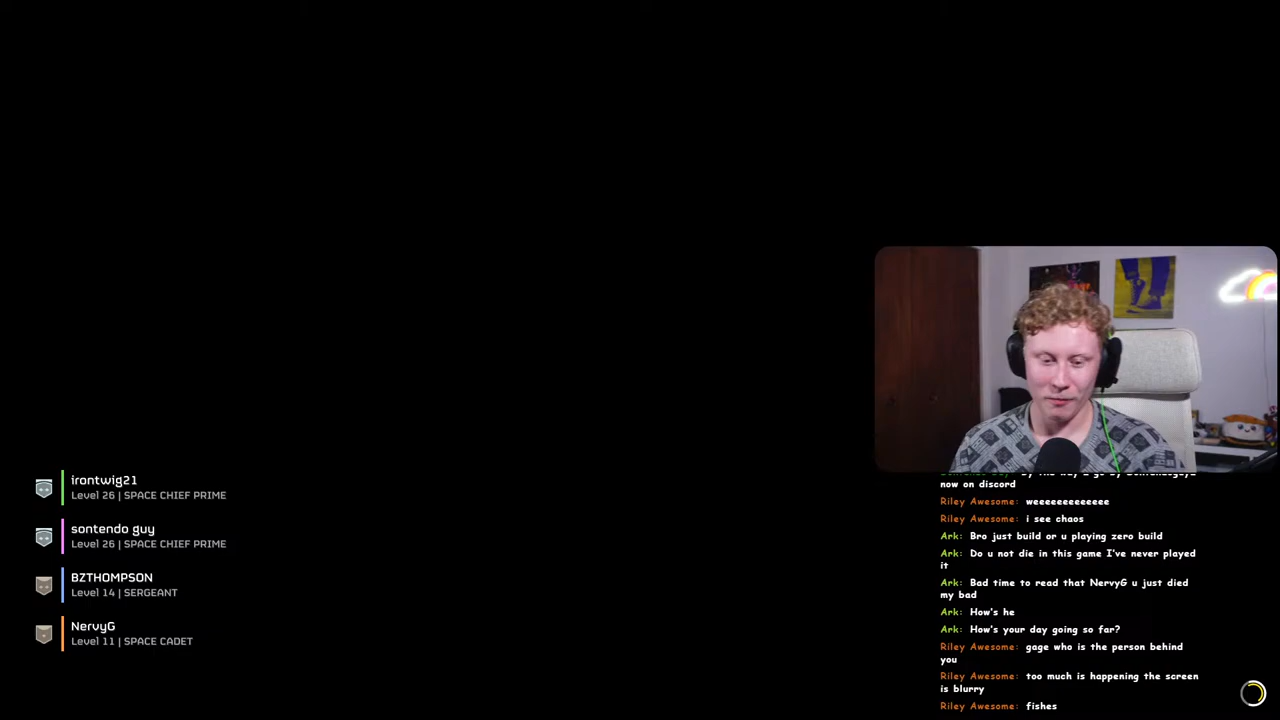 irontwig21
Level 26 | SPACE CHIEF PRIME
sontendo guy
Level 26 | SPACE CHIEF PRIME
BZTHOMPSON
Level 14 | SERGEANT
NervyG
Level 11 | SPACE CADET
now on discord
Riley Awesome: weeeeeeeeeeeee
Riley Awesome: i see chaos
Ark: Bro just build or u playing zero build
Ark: Do u not die in this game I've never played
it
Ark: Bad time to read that NervyG u just died
my bad
Ark: How's he
Ark: How's your day going so far?
Riley Awesome: gage who is the person behind
you
Riley Awesome: too much is happening the screen
is blurry
Riley Awesome: fishes